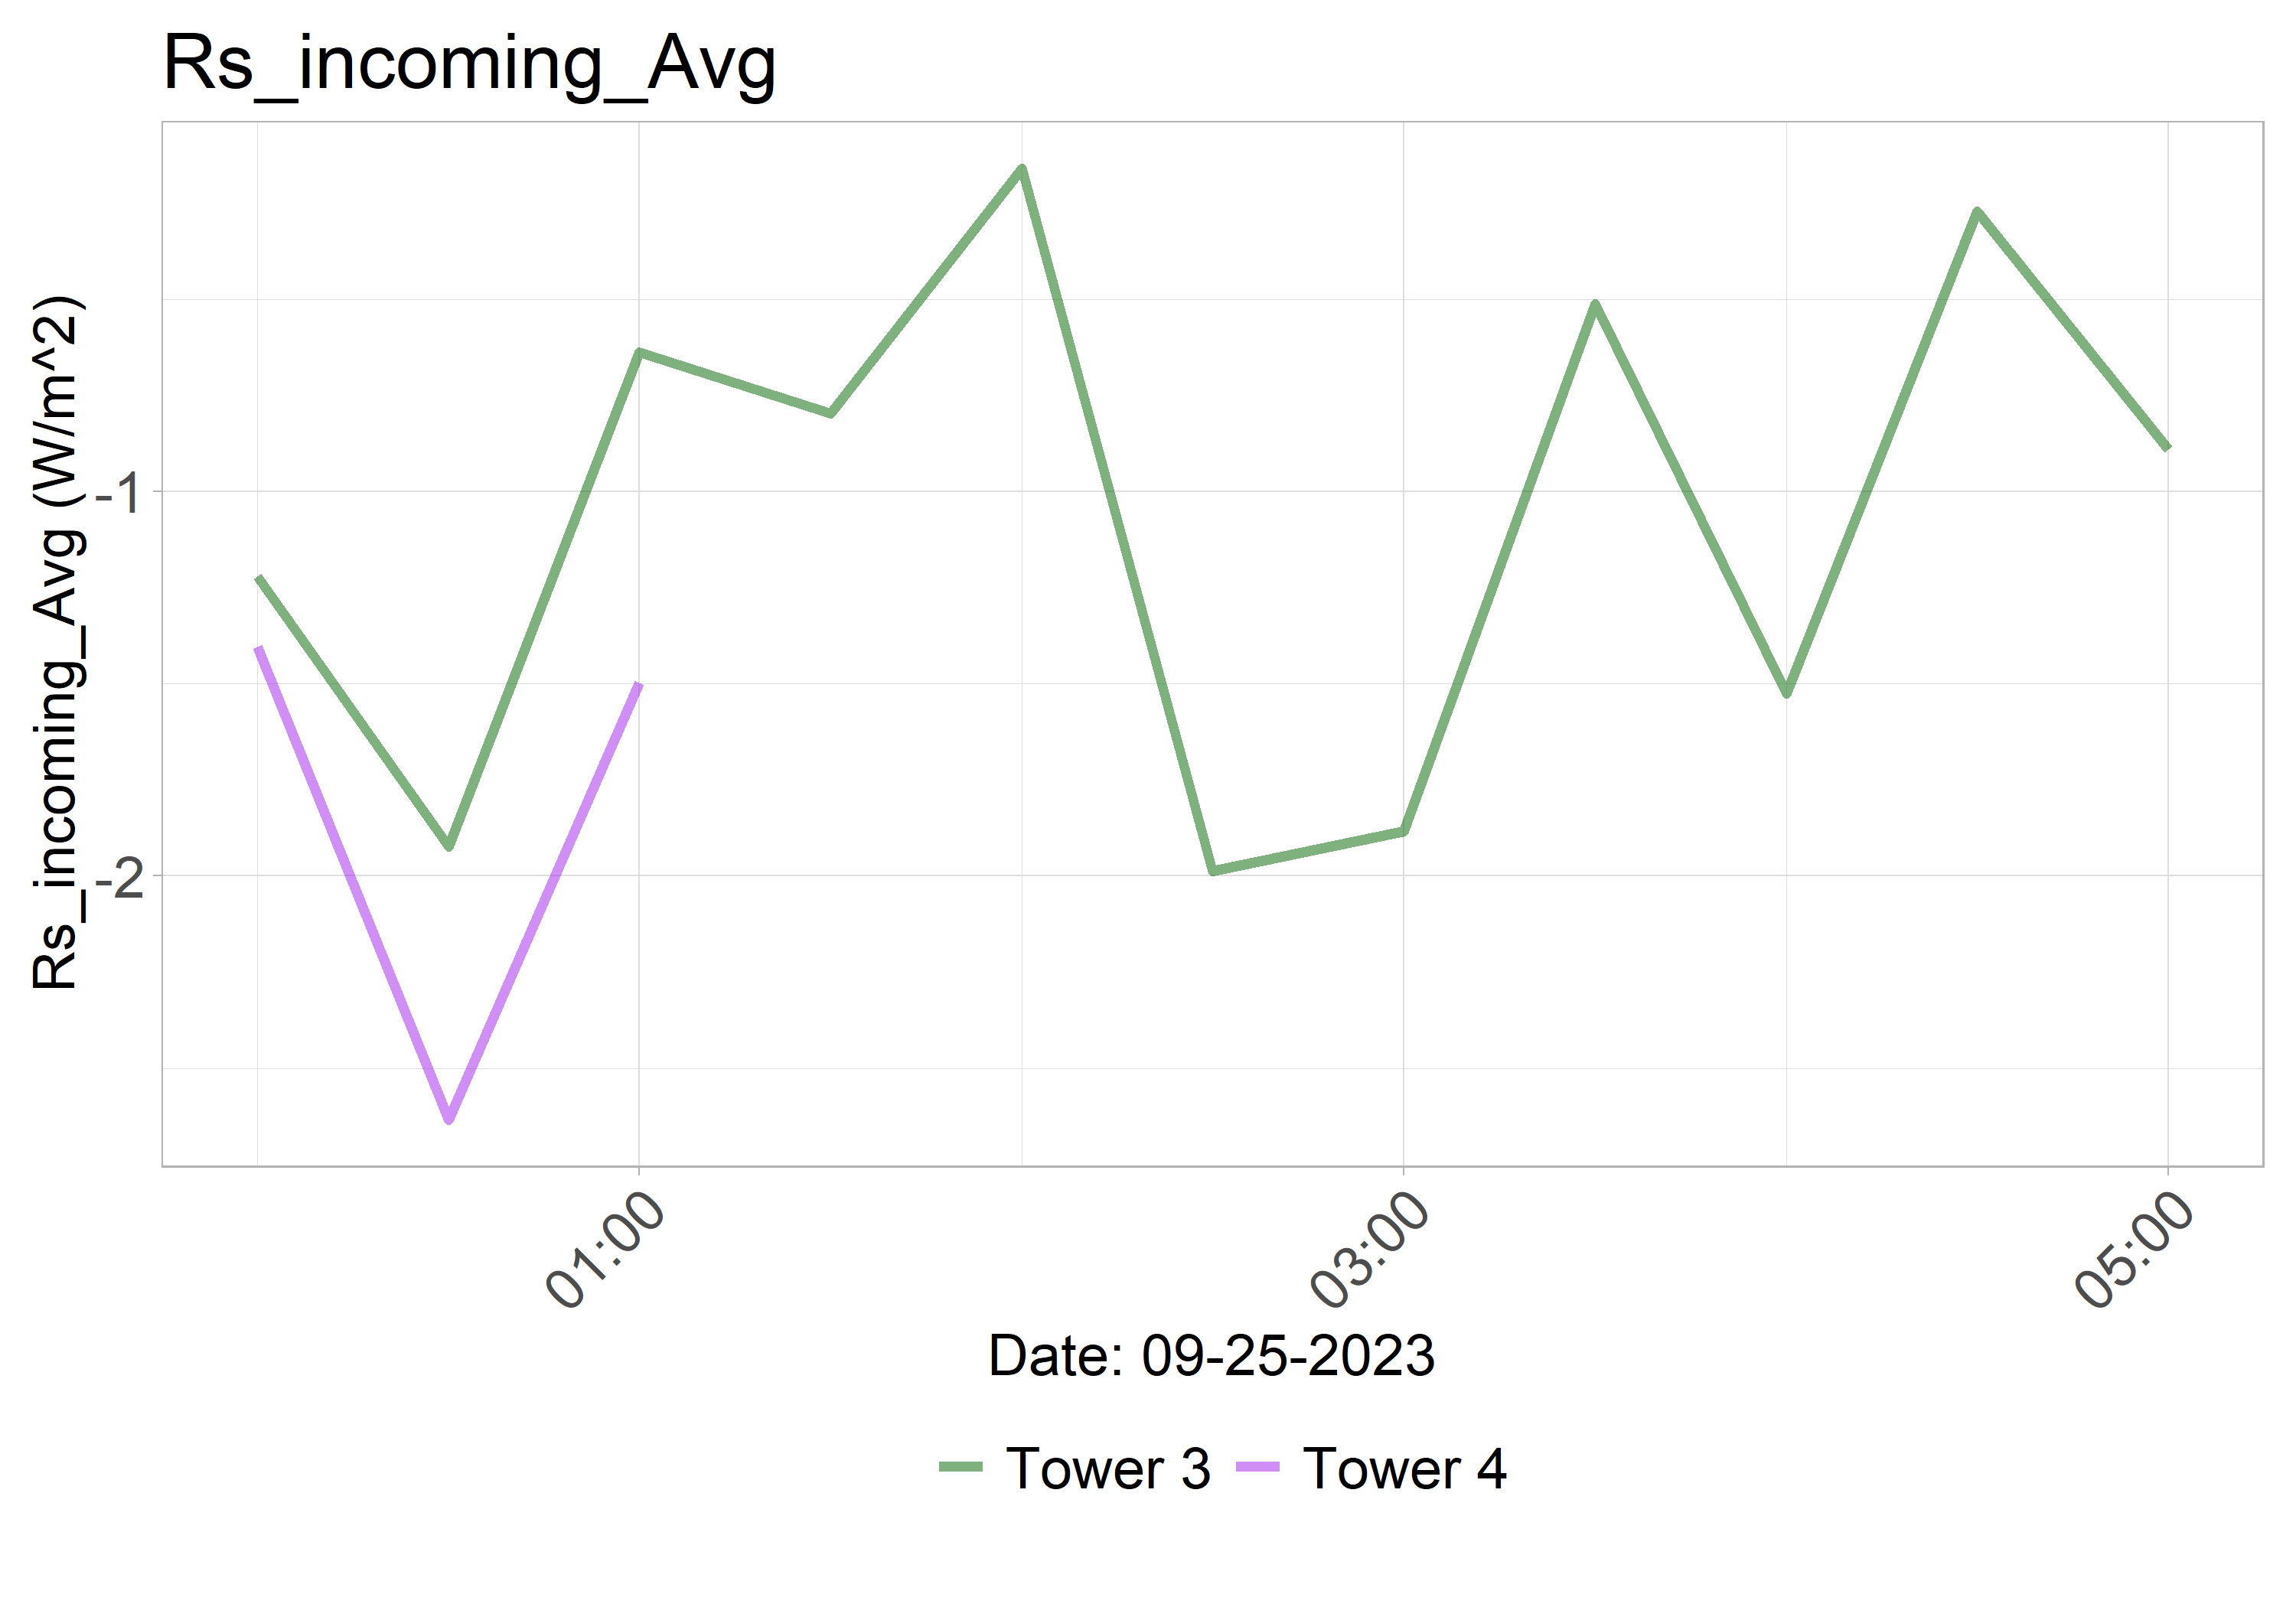 Rs_incoming_Avg
Rs_incoming_Avg (W/m^2)
-1
-2
01:00
03:00
05:00
Date: 09-25-2023
Tower 3
Tower 4